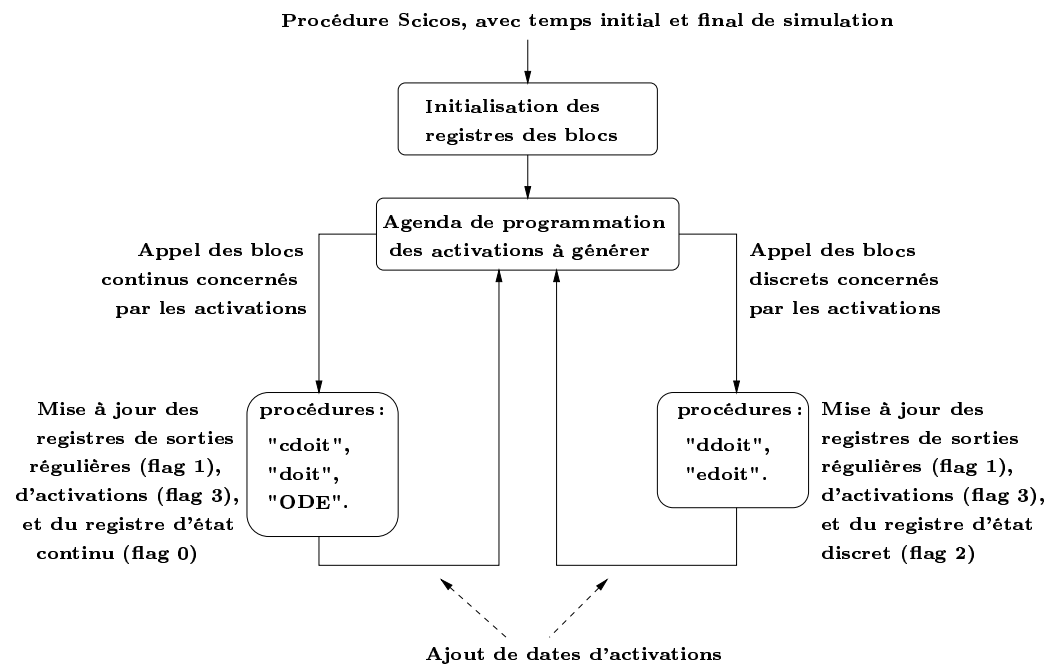 Procédure Scicos, avec temps initial et final de simulation
Initialisation des
registres des blocs
Agenda de programmation
des activations à générer
Appel des blocs
continus concernés
par les activations
Appel des blocs
discrets concernés
par les activations
Mise à jour des
registres de sorties
régulières (flag 1),
d'activations (flag 3),
et du registre d'état
continu (flag 0)
procédures :
"cdoit",
"doit",
"ODE".
procédures :
"ddoit",
"edoit".
Mise à jour des
registres de sorties
régulières (flag 1),
d'activations (flag 3),
et du registre d'état
discret (flag 2)
Ajout de dates d'activations